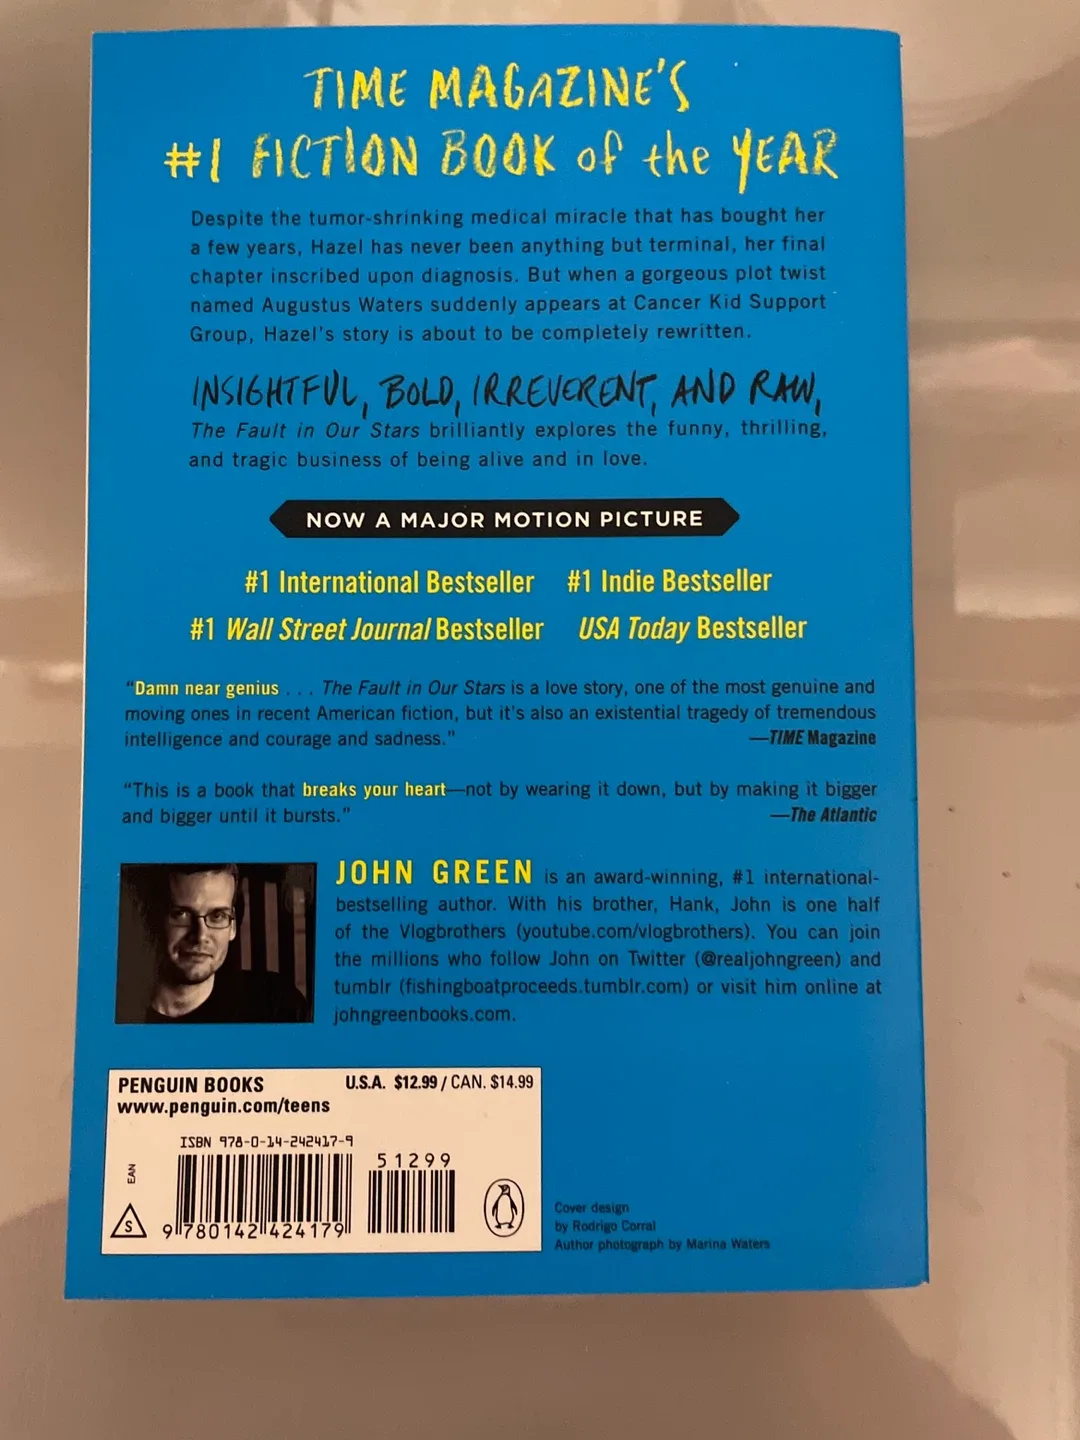 TIME MAGAZINE'S
#1 FICTION BOOK of the YEAR
Despite the tumor-shrinking medical miracle that has bought her
a few years, Hazel has never been anything but terminal, her final
chapter inscribed upon diagnosis. But when a gorgeous plot twist
named Augustus Waters suddenly appears at Cancer Kid Support
Group, Hazel's story is about to be completely rewritten.
INSIGHTFUL, BOLD, IRREVERENT, AND RAW,
The Fault in Our Stars brilliantly explores the funny, thrilling,
and tragic business of being alive and in love.
NOW A MAJOR MOTION PICTURE
#1 International Bestseller #1 Indie Bestseller
#1 Wall Street Journal Bestseller USA Today Bestseller
"Damn near genius . . . The Fault in Our Stars is a love story, one of the most genuine and
moving ones in recent American fiction, but it's also an existential tragedy of tremendous
intelligence and courage and sadness." —TIME Magazine
"This is a book that breaks your heart—not by wearing it down, but by making it bigger
and bigger until it bursts." —The Atlantic
JOHN GREEN is an award-winning, #1 international-
bestselling author. With his brother, Hank, John is one half
of the Vlogbrothers (youtube.com/vlogbrothers). You can join
the millions who follow John on Twitter (@realjohngreen) and
tumblr (fishingboatproceeds.tumblr.com) or visit him online at
johngreenbooks.com.
PENGUIN BOOKS U.S.A. $12.99 / CAN. $14.99
www.penguin.com/teens
ISBN 978-0-14-242417-9
51299
EAN
S
9 780142 424179
Cover design
by Rodrigo Corral
Author photograph by Marina Waters